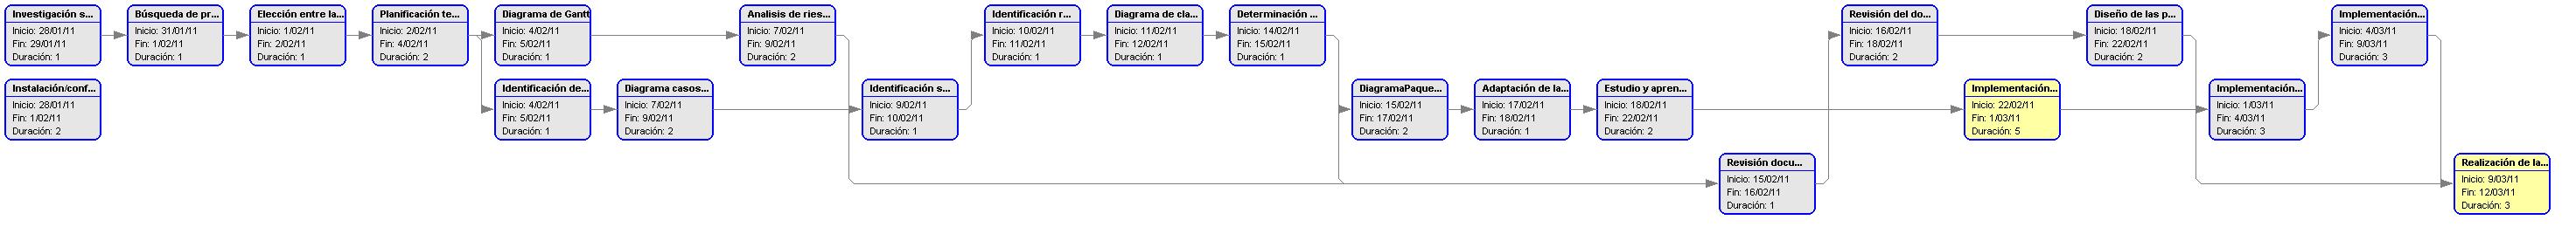 Investigación s...
Inicio: 28/01/11
Fin: 29/01/11
Duración: 1
Búsqueda de pr...
Inicio: 31/01/11
Fin: 1/02/11
Duración: 1
Elección entre la...
Inicio: 1/02/11
Fin: 2/02/11
Duración: 1
Planificación te...
Inicio: 2/02/11
Fin: 4/02/11
Duración: 2
Diagrama de Gantt
Inicio: 4/02/11
Fin: 5/02/11
Duración: 1
Analisis de ries...
Inicio: 7/02/11
Fin: 9/02/11
Duración: 2
Identificación r...
Inicio: 10/02/11
Fin: 11/02/11
Duración: 1
Diagrama de cla...
Inicio: 11/02/11
Fin: 12/02/11
Duración: 1
Determinación ...
Inicio: 14/02/11
Fin: 15/02/11
Duración: 1
Revisión del do...
Inicio: 16/02/11
Fin: 18/02/11
Duración: 2
Diseño de las p...
Inicio: 18/02/11
Fin: 22/02/11
Duración: 2
Implementación...
Inicio: 4/03/11
Fin: 9/03/11
Duración: 3
Instalación/conf...
Inicio: 28/01/11
Fin: 1/02/11
Duración: 2
Identificación de...
Inicio: 4/02/11
Fin: 5/02/11
Duración: 1
Diagrama casos...
Inicio: 7/02/11
Fin: 9/02/11
Duración: 2
Identificación s...
Inicio: 9/02/11
Fin: 10/02/11
Duración: 1
DiagramaPaque...
Inicio: 15/02/11
Fin: 17/02/11
Duración: 2
Adaptación de la...
Inicio: 17/02/11
Fin: 18/02/11
Duración: 1
Estudio y apren...
Inicio: 18/02/11
Fin: 22/02/11
Duración: 2
Implementación...
Inicio: 22/02/11
Fin: 1/03/11
Duración: 5
Implementación...
Inicio: 1/03/11
Fin: 4/03/11
Duración: 3
Revisión docu...
Inicio: 15/02/11
Fin: 16/02/11
Duración: 1
Realización de la...
Inicio: 9/03/11
Fin: 12/03/11
Duración: 3